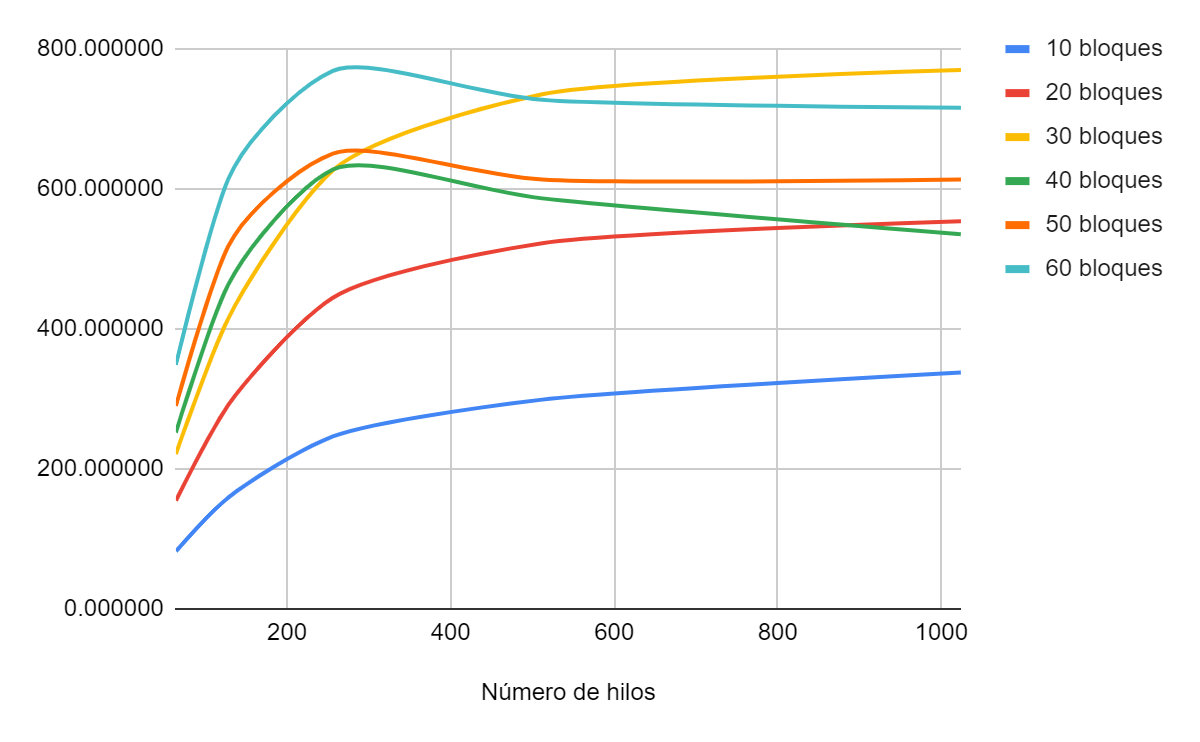 800.000000
600.000000
400.000000
200.000000
0.000000
200 400 600 800 1000
Número de hilos
10 bloques
20 bloques
30 bloques
40 bloques
50 bloques
60 bloques